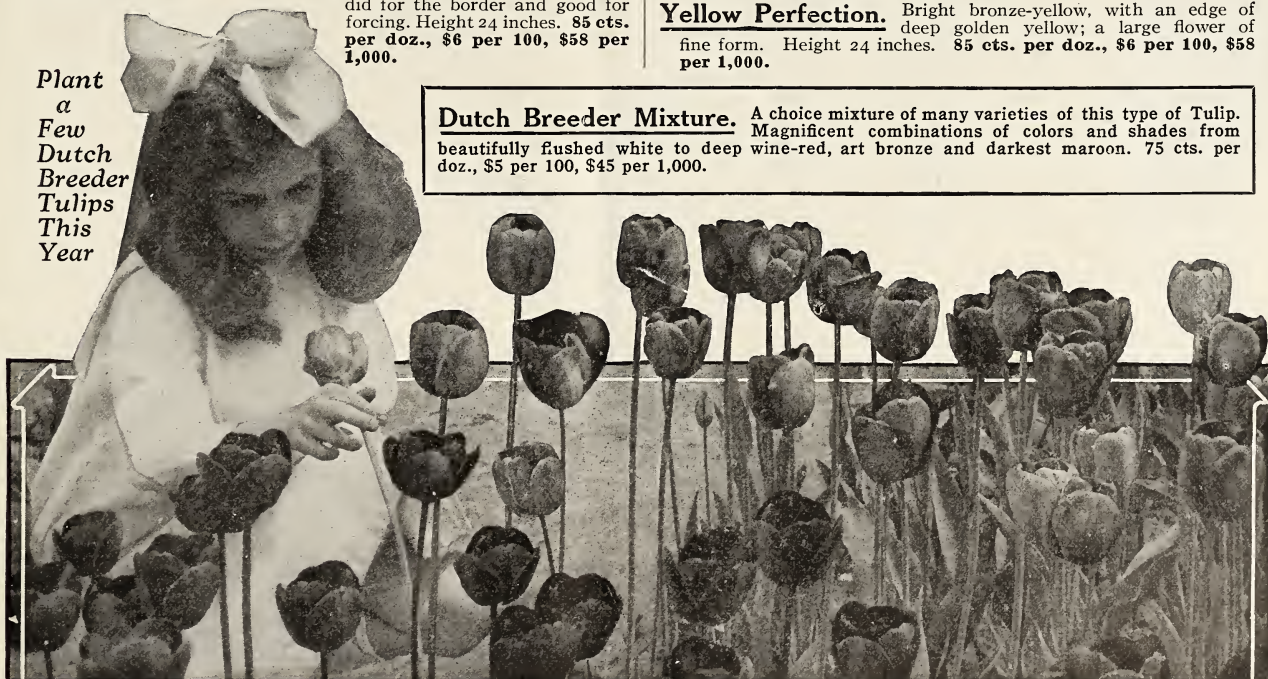 did for the border and good for
forcing. Height 24 inches. 85 cts.
per doz., $6 per 100, $58 per
1,000.
Yellow Perfection. Bright bronze-yellow, with an edge of
deep golden yellow; a large flower of
fine form. Height 24 inches. 85 cts. per doz., $6 per 100, $58
per 1,000.
Plant
a
Few
Dutch
Breeder
Tulips
This
Year
Dutch Breeder Mixture. A choice mixture of many varieties of this type of Tulip.
Magnificent combinations of colors and shades from
beautifully flushed white to deep wine-red, art bronze and darkest maroon. 75 cts. per
doz., $5 per 100, $45 per 1,000.